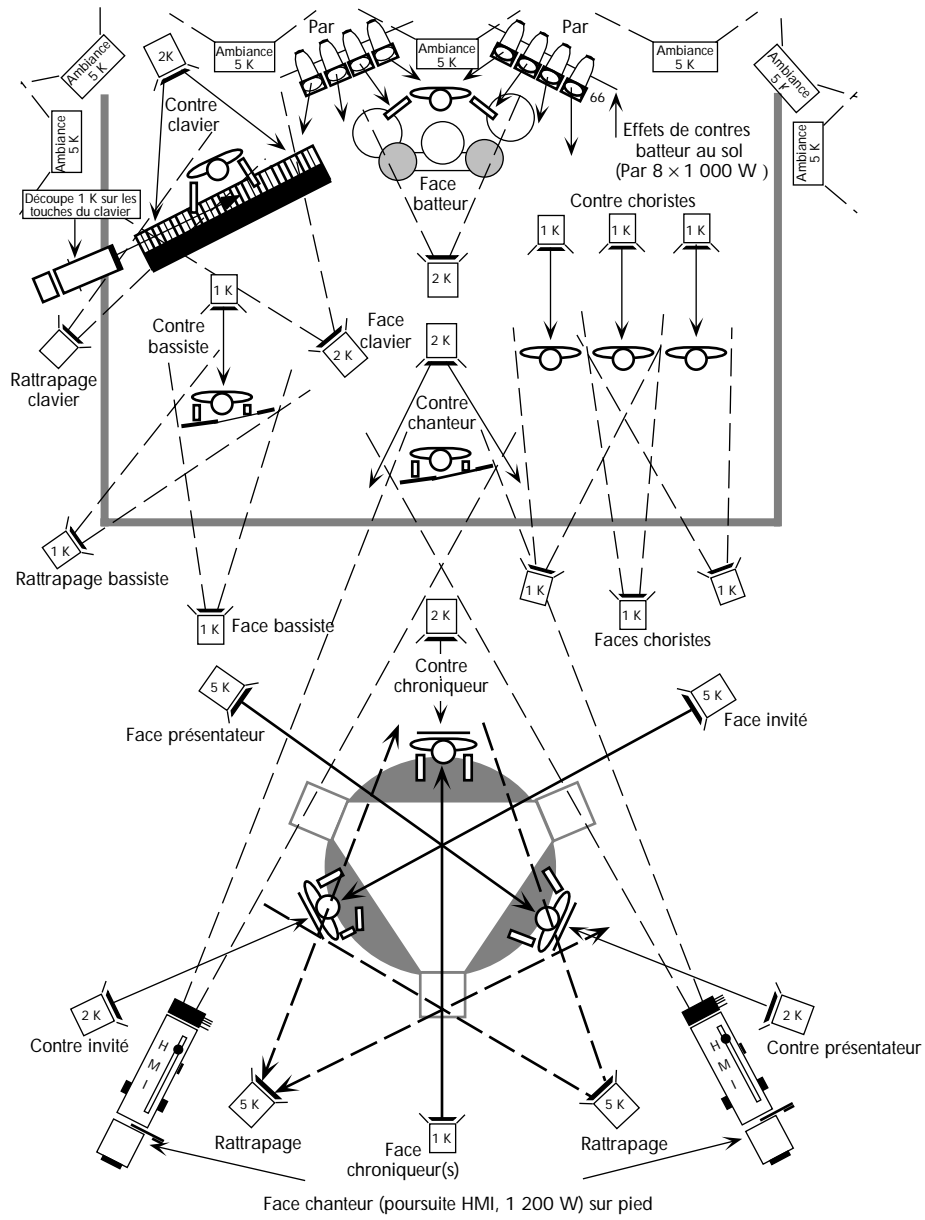 Par
Par
Ambiance
5 K
Ambiance
5 K
Ambiance
5 K
Ambiance
5 K
Ambiance
5 K
Ambiance
5 K
Ambiance
5 K
2K
Contre
clavier
66
Effets de contres
batteur au sol
(Par 8 × 1 000 W )
Découpe 1 K sur les
touches du clavier
Face
batteur
2 K
Contre choristes
1 K
1 K
1 K
1 K
Contre
bassiste
Face
clavier
2 K
2 K
Rattrapage
clavier
Contre
chanteur
1 K
Rattrapage bassiste
1 K
Face bassiste
2 K
Contre
chroniqueur
1 K
1 K
1 K
Faces choristes
5 K
Face présentateur
5 K
Face invité
2 K
Contre invité
2 K
Contre présentateur
H
M
I
H
M
I
5 K
Rattrapage
1 K
Face
chroniqueur(s)
5 K
Rattrapage
Face chanteur (poursuite HMI, 1 200 W) sur pied